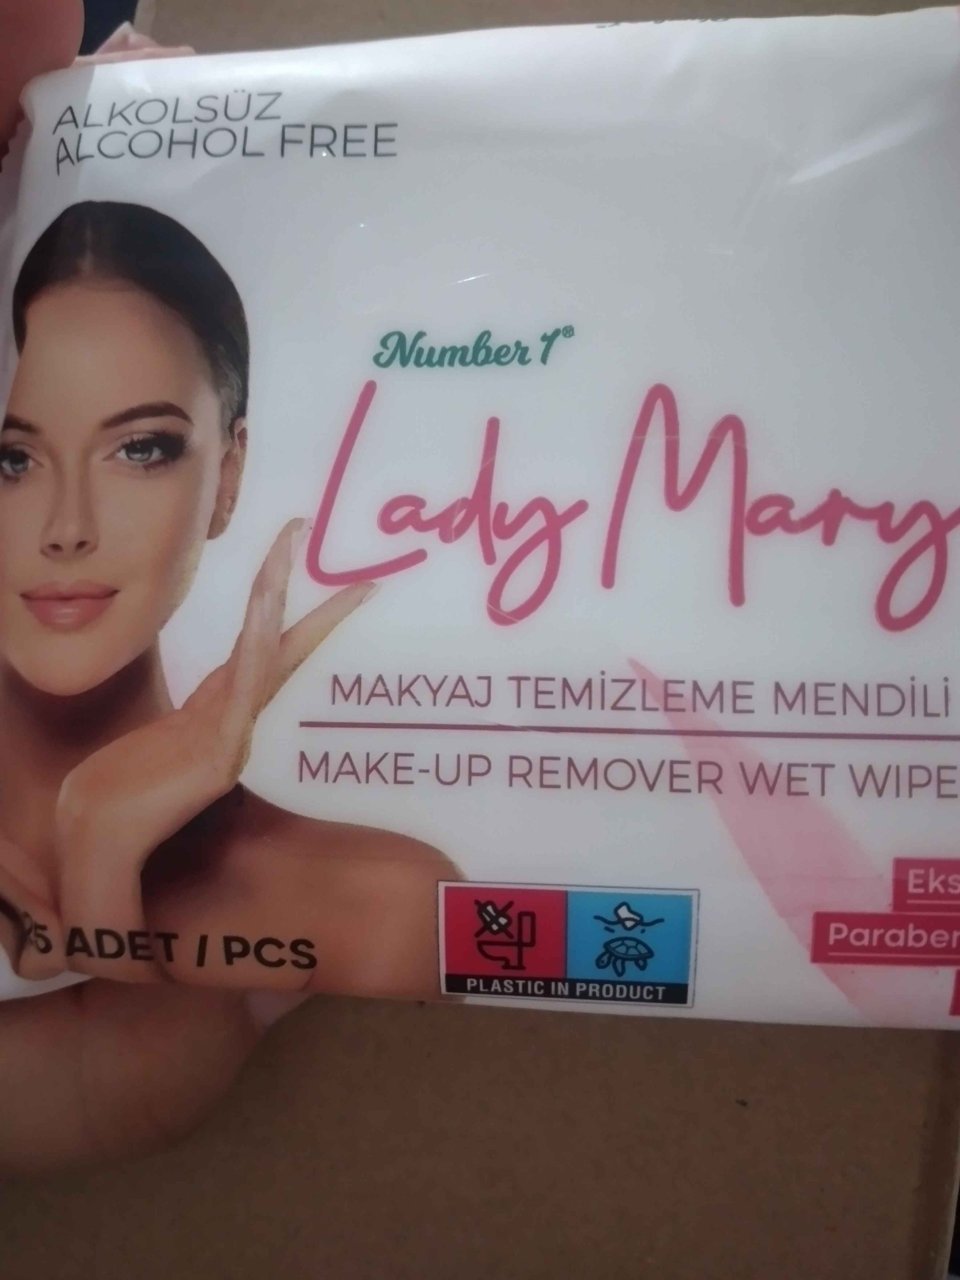 ALKOLSÜZ
ALCOHOL FREE
Number 1®
Lady Mary
MAKYAJ TEMİZLEME MENDİLİ
MAKE-UP REMOVER WET WIPE
Eks
Paraben
5 ADET / PCS
PLASTIC IN PRODUCT